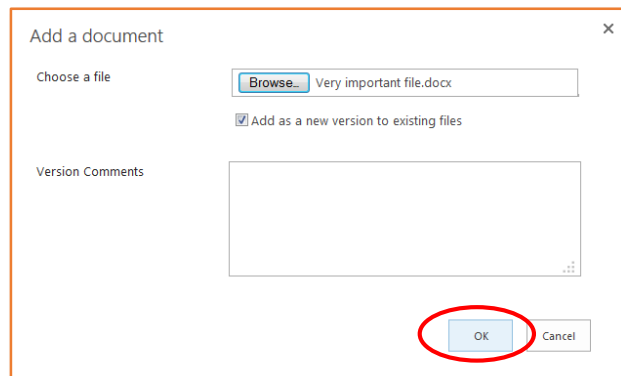 Add a document
Choose a file
Browse... Very important file.docx
Add as a new version to existing files
Version Comments
OK Cancel